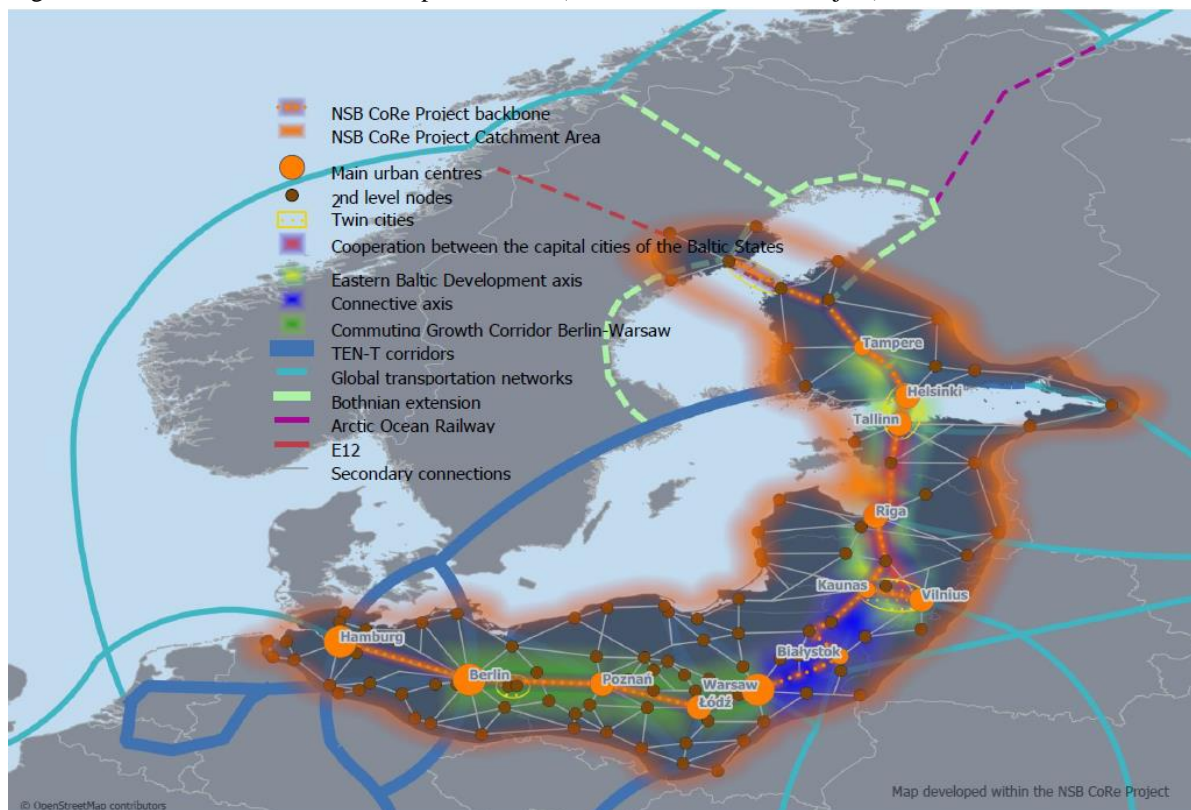 NSB CoRe Project backbone
NSB CoRe Project Catchment Area
Main urban centres
2nd level nodes
Twin cities
Cooperation between the capital cities of the Baltic States
Eastern Baltic Development axis
Connective axis
Commuting Growth Corridor Berlin-Warsaw
TEN-T corridors
Global transportation networks
Bothnian extension
Arctic Ocean Railway
E12
Secondary connections
Tampere
Helsinki
Tallinn
Riga
Kaunas
Vilnius
Hamburg
Białystok
Berlin
Poznań
Warsaw
Łódź
Map developed within the NSB CoRe Project
© OpenStreetMap contributors